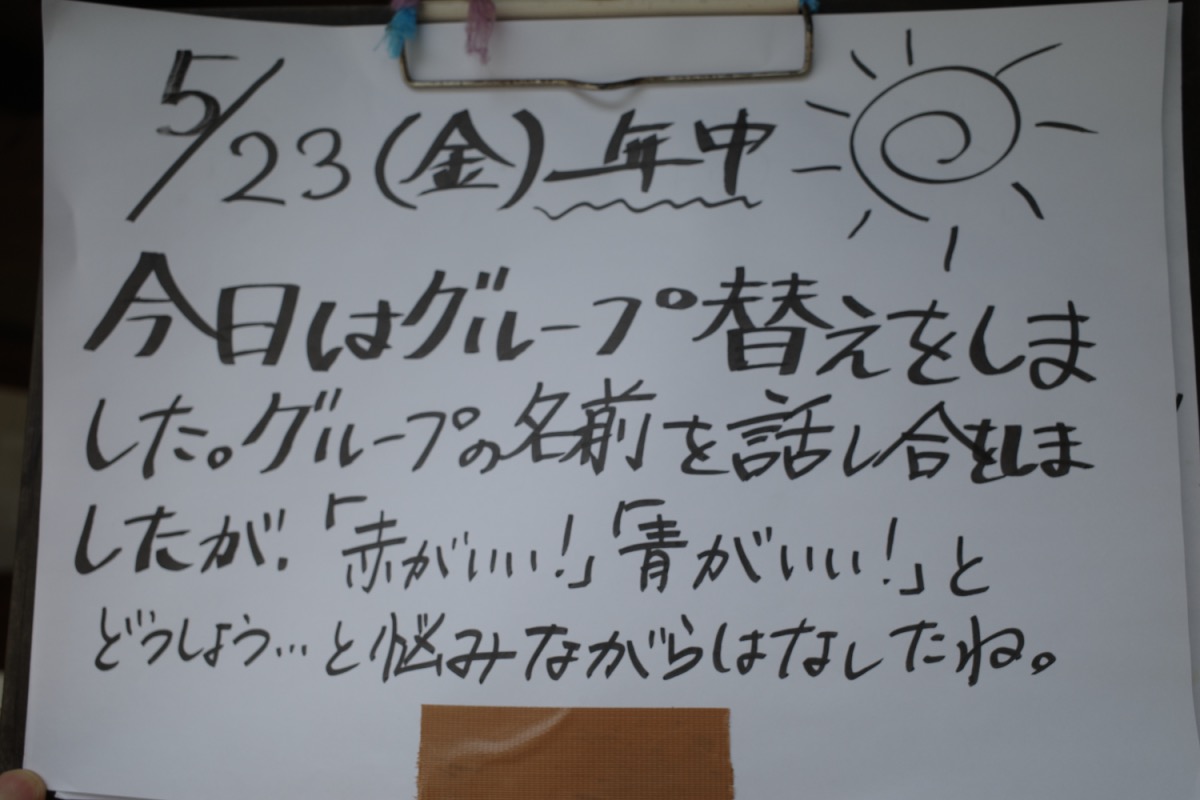 5/23(金)年中
今日はグループ替えをしま
した。グループの名前を話し合をしま
したが、「赤がいい!」「青がいい!」と
どうしよう…と悩みながらはなしたね。